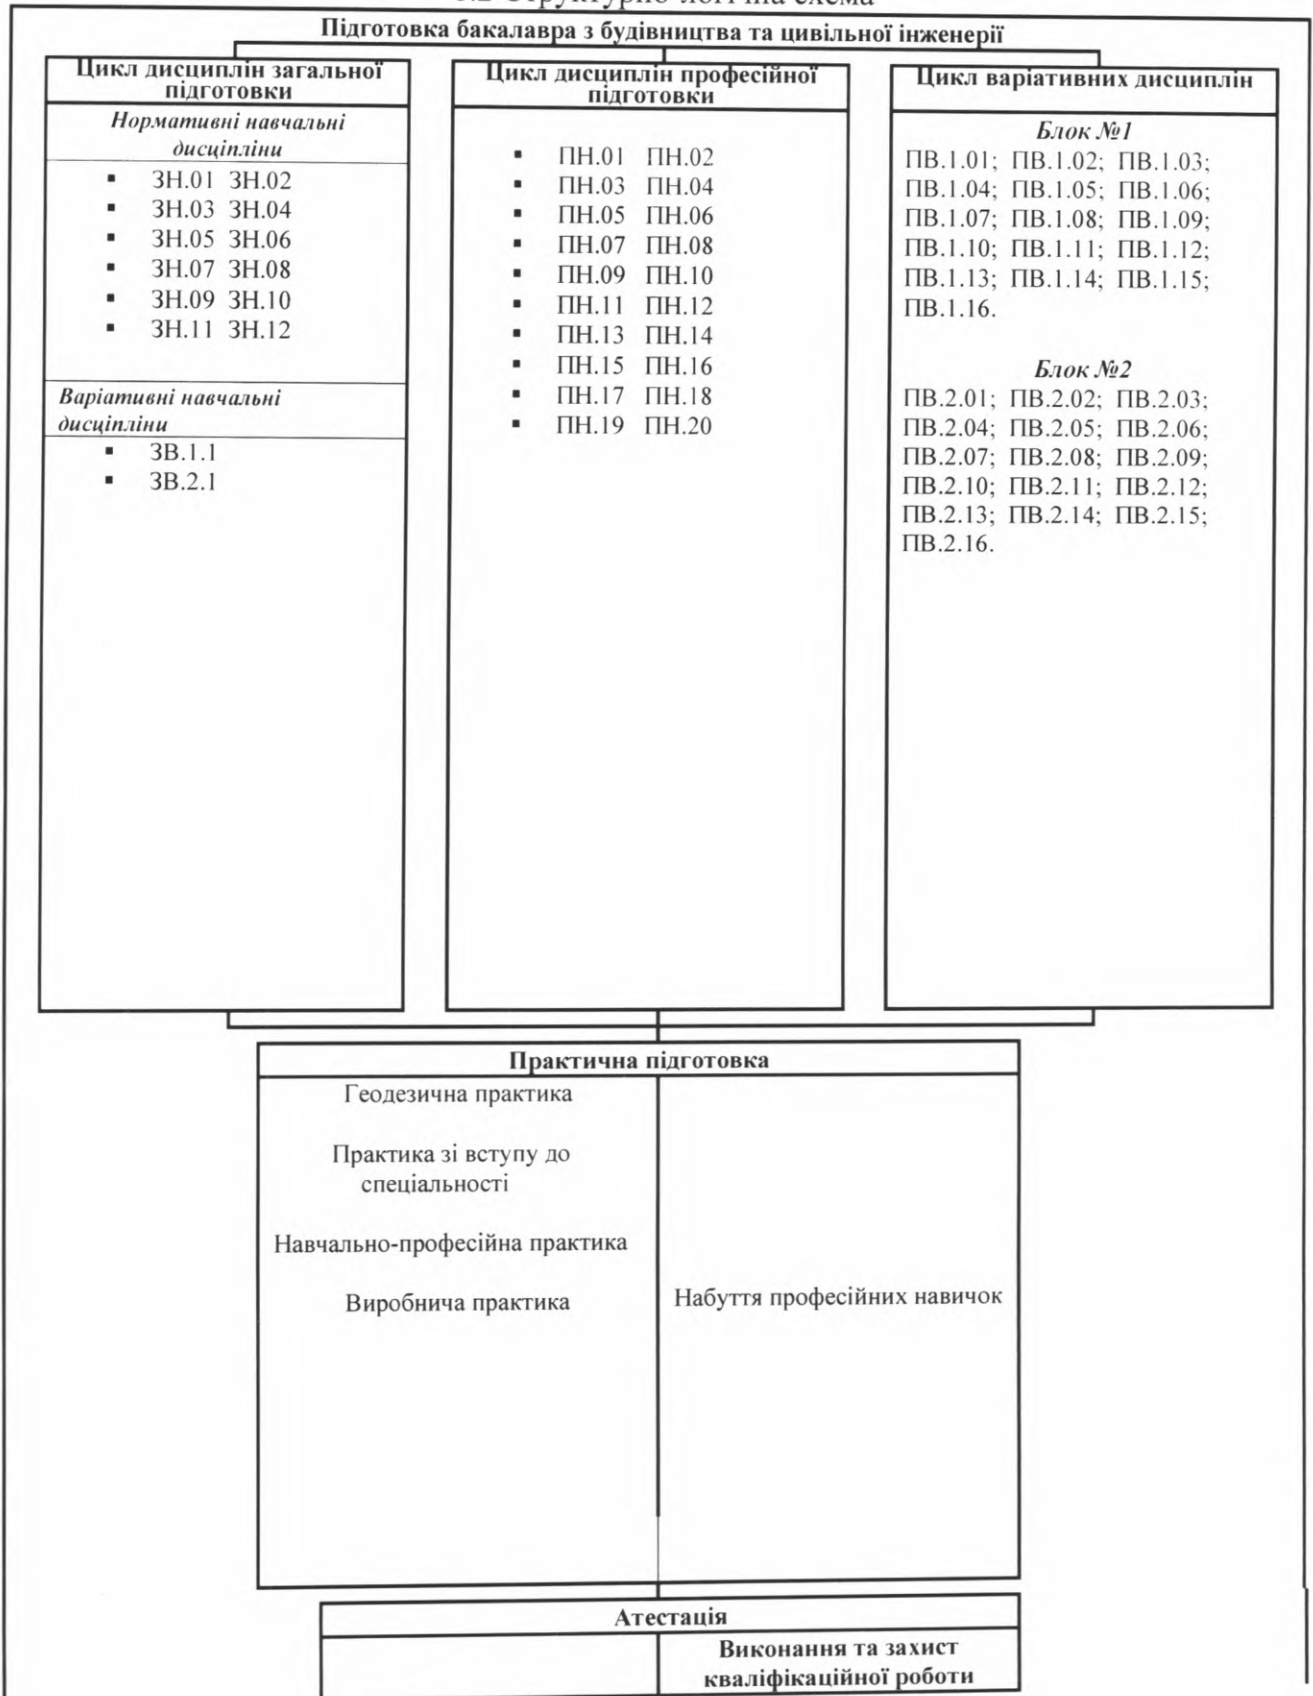 Підготовка бакалавра з будівництва та цивільної інженерії
Цикл дисциплін загальної
підготовки
Нормативні навчальні
дисципліни
▪ ЗН.01 ЗН.02
▪ ЗН.03 ЗН.04
▪ ЗН.05 ЗН.06
▪ ЗН.07 ЗН.08
▪ ЗН.09 ЗН.10
▪ ЗН.11 ЗН.12
Варіативні навчальні
дисципліни
▪ ЗВ.1.1
▪ ЗВ.2.1
Цикл дисциплін професійної
підготовки
▪ ПН.01 ПН.02
▪ ПН.03 ПН.04
▪ ПН.05 ПН.06
▪ ПН.07 ПН.08
▪ ПН.09 ПН.10
▪ ПН.11 ПН.12
▪ ПН.13 ПН.14
▪ ПН.15 ПН.16
▪ ПН.17 ПН.18
▪ ПН.19 ПН.20
Цикл варіативних дисциплін
Блок №1
ПВ.1.01; ПВ.1.02; ПВ.1.03;
ПВ.1.04; ПВ.1.05; ПВ.1.06;
ПВ.1.07; ПВ.1.08; ПВ.1.09;
ПВ.1.10; ПВ.1.11; ПВ.1.12;
ПВ.1.13; ПВ.1.14; ПВ.1.15;
ПВ.1.16.
Блок №2
ПВ.2.01; ПВ.2.02; ПВ.2.03;
ПВ.2.04; ПВ.2.05; ПВ.2.06;
ПВ.2.07; ПВ.2.08; ПВ.2.09;
ПВ.2.10; ПВ.2.11; ПВ.2.12;
ПВ.2.13; ПВ.2.14; ПВ.2.15;
ПВ.2.16.
Практична підготовка
Геодезична практика
Практика зі вступу до
спеціальності
Навчально-професійна практика
Виробнича практика
Набуття професійних навичок
Атестація
Виконання та захист
кваліфікаційної роботи